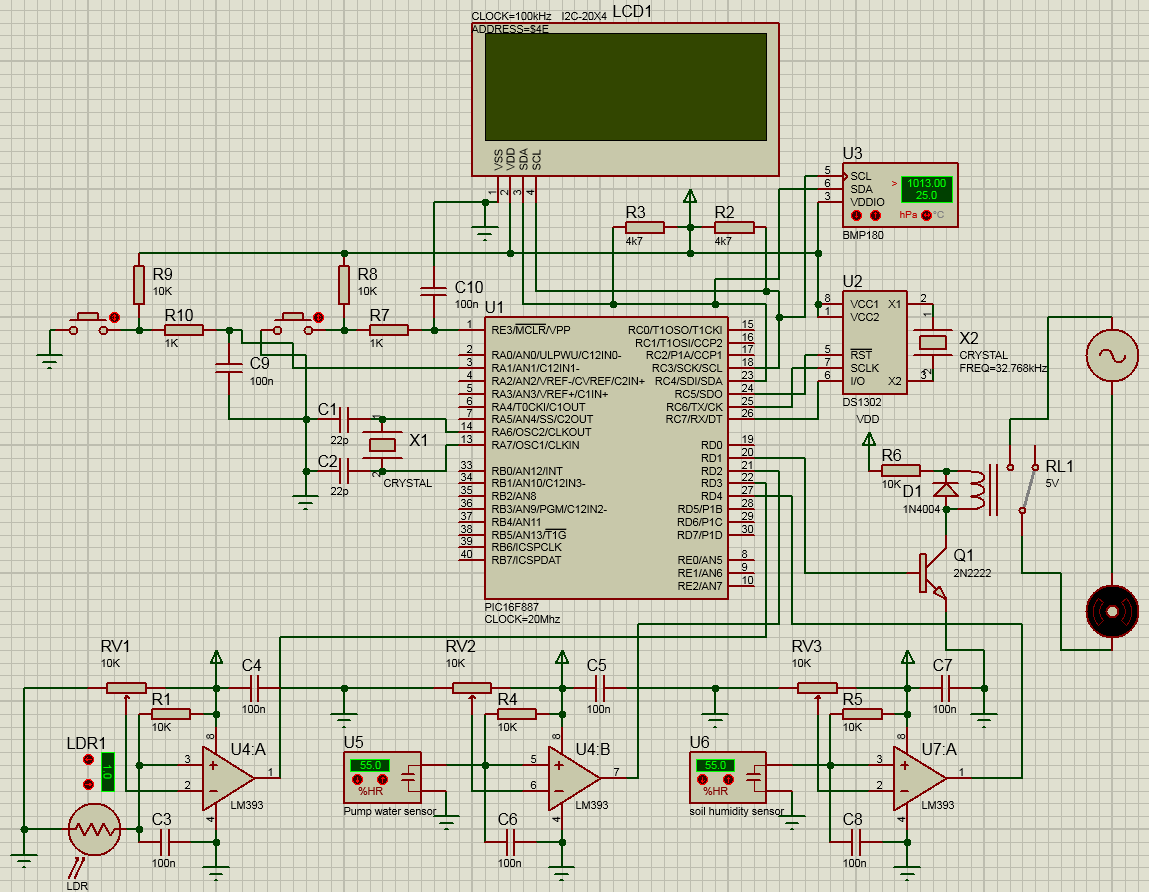 CLOCK=100kHz I2C-20X4 LCD1
ADDRESS=$4E
VSS
VDD
SDA
SCL
1
2
3
4
U3
5 SCL
6 SDA
3 VDDIO
> 1013.00
25.0
hPa °C
BMP180
R3
4k7
R2
4k7
R9
10K
R8
10K
R10
1K
R7
1K
C10
100n
C9
100n
C1
22p
C2
22p
1
2
X1
CRYSTAL
U1
1 RE3/MCLR/VPP
2 RA0/AN0/ULPWU/C12IN0-
3 RA1/AN1/C12IN1-
4 RA2/AN2/VREF-/CVREF/C2IN+
5 RA3/AN3/VREF+/C1IN+
6 RA4/T0CKI/C1OUT
7 RA5/AN4/SS/C2OUT
14 RA6/OSC2/CLKOUT
13 RA7/OSC1/CLKIN
33 RB0/AN12/INT
34 RB1/AN10/C12IN3-
35 RB2/AN8
36 RB3/AN9/PGM/C12IN2-
37 RB4/AN11
38 RB5/AN13/T1G
39 RB6/ICSPCLK
40 RB7/ICSPDAT
RC0/T1OSO/T1CKI 15
RC1/T1OSI/CCP2 16
RC2/P1A/CCP1 17
RC3/SCK/SCL 18
RC4/SDI/SDA 23
RC5/SDO 24
RC6/TX/CK 25
RC7/RX/DT 26
RD0 19
RD1 20
RD2 21
RD3 22
RD4 27
RD5/P1B 28
RD6/P1C 29
RD7/P1D 30
RE0/AN5 8
RE1/AN6 9
RE2/AN7 10
PIC16F887
CLOCK=20Mhz
U2
8 VCC1 X1 2
1 VCC2
5 RST
7 SCLK
6 I/O X2 3
DS1302
1
2
X2
CRYSTAL
FREQ=32.768kHz
VDD
R6
10K
D1
1N4004
RL1
5V
Q1
2N2222
RV1
10K
C4
100n
R1
10K
LDR1
1.0
8
U4:A
3
2
1
4
LM393
C3
100n
LDR
RV2
10K
C5
100n
R4
10K
U5
55.0
%HR
Pump water sensor
8
U4:B
5
6
7
4
LM393
C6
100n
RV3
10K
C7
100n
R5
10K
U6
55.0
%HR
soil humidity sensor
8
U7:A
3
2
1
4
LM393
C8
100n